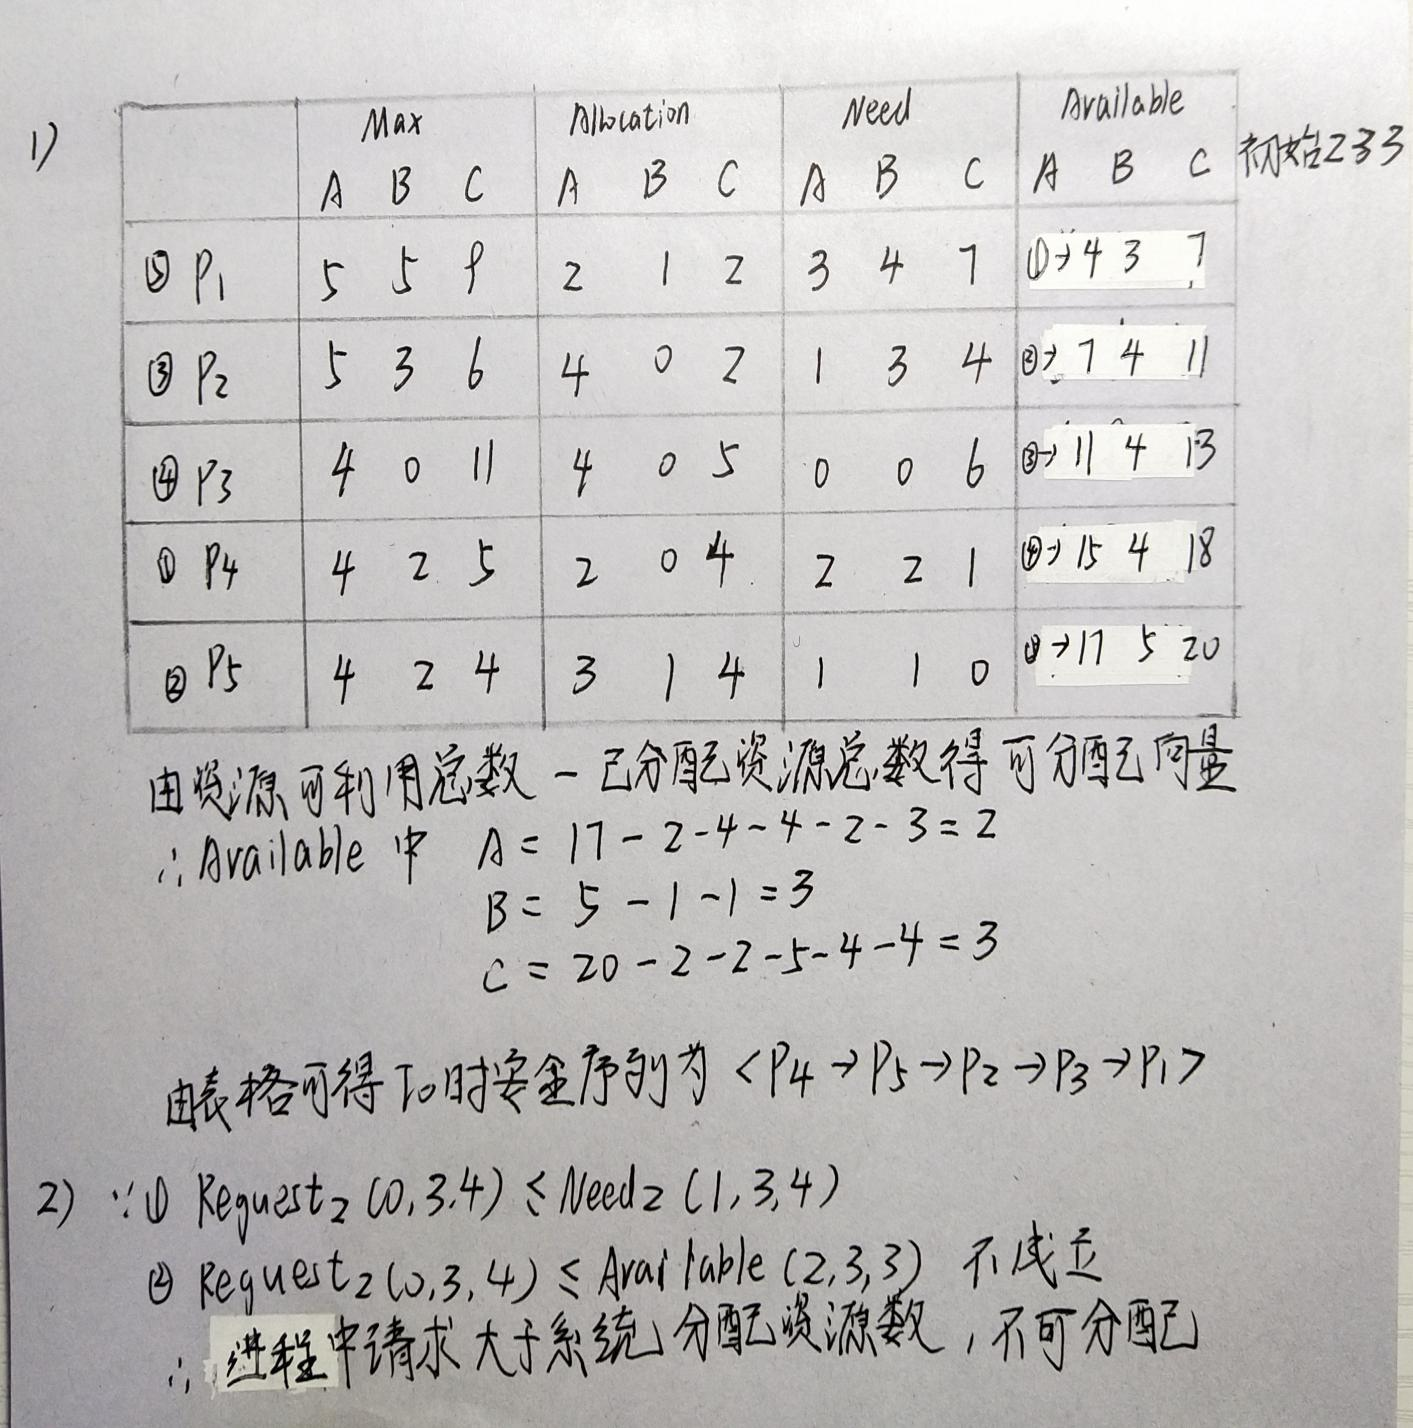 1)
Max Allocation Need Available
A B C A B C A B C A B C 初始233
⑤ P1 5 5 9 2 1 2 3 4 7 ①→4 3 7
③ P2 5 3 6 4 0 2 1 3 4 ②→7 4 11
④ P3 4 0 11 4 0 5 0 0 6 ③→11 4 13
① P4 4 2 5 2 0 4 2 2 1 ④→15 4 18
② P5 4 2 4 3 1 4 1 1 0 ⑤→17 5 20
由资源可利用总数-已分配资源总数得可分配向量
∴Available中 A=17-2-4-4-2-3=2
B=5-1-1=3
C=20-2-2-5-4-4=3
由表格可得T0时安全序列为<P4→P5→P2→P3→P1>
2) ∵① Request2(0,3,4)≤Need2(1,3,4)
② Request2(0,3,4)≤Available(2,3,3) 不成立
∴进程中请求大于系统分配资源数,不可分配